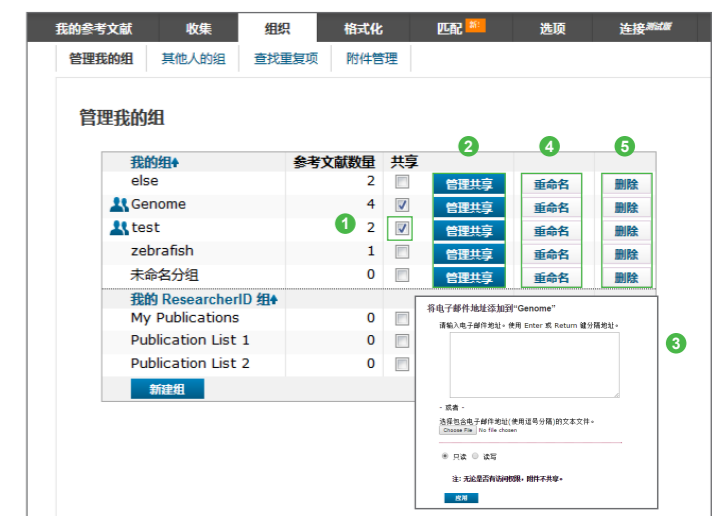 我的参考文献 收集 组织 格式化 匹配 新! 选项 连接测试版
管理我的组 其他人的组 查找重复项 附件管理
管理我的组
2 4 5
我的组 参考文献数量 共享
else 2 管理共享 重命名 删除
Genome 4 管理共享 重命名 删除
1
test 2 管理共享 重命名 删除
zebrafish 1 管理共享 重命名 删除
未命名分组 0 管理共享 重命名 删除
我的 ResearcherID 组
My Publications 0
Publication List 1 0
Publication List 2 0
新建组
将电子邮件地址添加到"Genome"
请输入电子邮件地址。使用 Enter 或 Return 键分隔地址。
3
- 或者 -
选择包含电子邮件地址(使用逗号分隔)的文本文件。
Choose File No file chosen
只读 读写
注: 无论是否有访问权限, 附件不共享。
应用